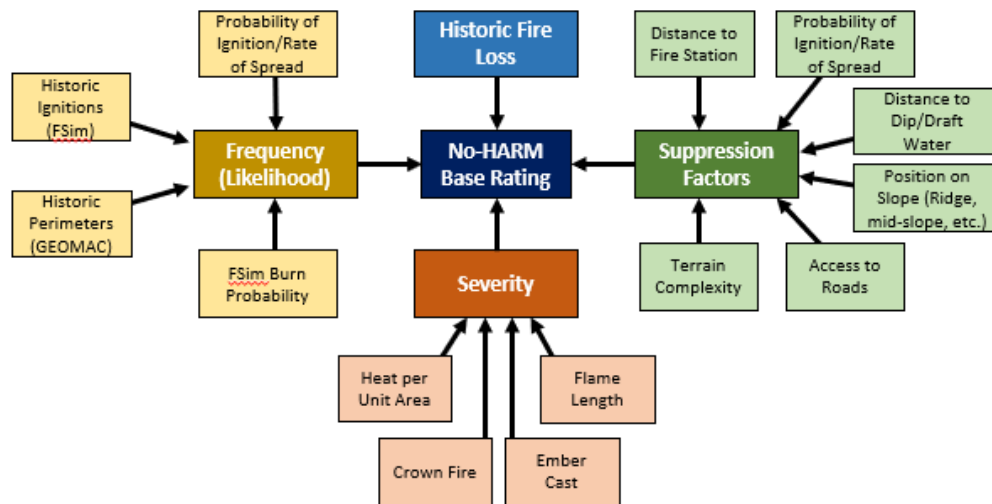 Probability of
Ignition/Rate
of Spread
Historic Fire
Loss
Distance to
Fire Station
Probability of
Ignition/Rate
of Spread
Historic
Ignitions
(FSim)
Distance to
Dip/Draft
Water
Frequency
(Likelihood)
No-HARM
Base Rating
Suppression
Factors
Historic
Perimeters
(GEOMAC)
Position on
Slope (Ridge,
mid-slope, etc.)
FSim Burn
Probability
Severity
Terrain
Complexity
Access to
Roads
Heat per
Unit Area
Flame
Length
Crown Fire
Ember
Cast